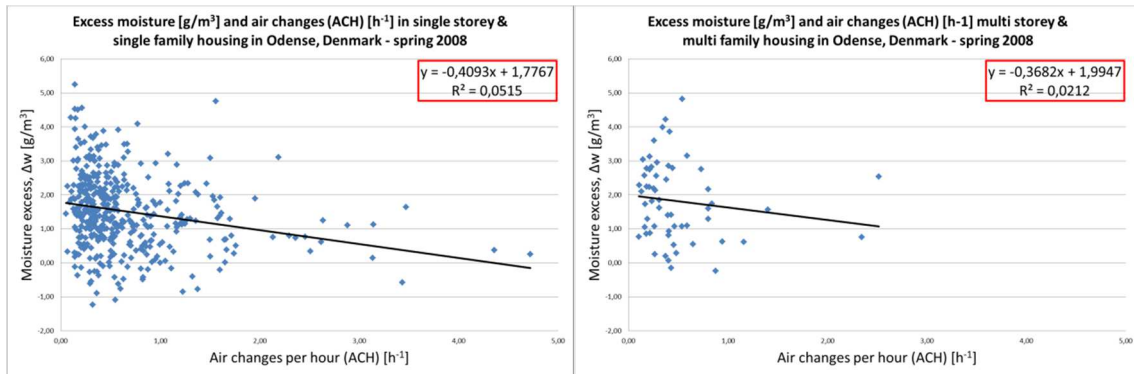 Excess moisture [g/m³] and air changes (ACH) [h⁻¹] in single storey &
single family housing in Odense, Denmark - spring 2008
y = -0,4093x + 1,7767
R² = 0,0515
Moisture excess, Δw [g/m³]
6,00
5,00
4,00
3,00
2,00
1,00
0,00
-1,00
-2,00
0,00 1,00 2,00 3,00 4,00 5,00
Air changes per hour (ACH) [h⁻¹]
Excess moisture [g/m³] and air changes (ACH) [h-1] multi storey &
multi family housing in Odense, Denmark - spring 2008
y = -0,3682x + 1,9947
R² = 0,0212
Moisture excess, Δw [g/m³]
6,00
5,00
4,00
3,00
2,00
1,00
0,00
-1,00
-2,00
0,00 1,00 2,00 3,00 4,00 5,00
Air changes per hour (ACH) [h⁻¹]